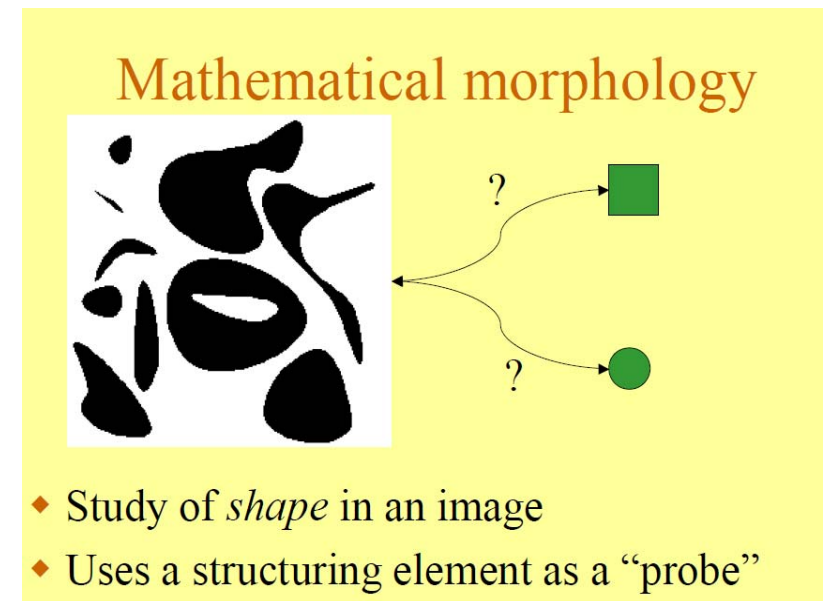 Mathematical morphology
?
?
Study of shape in an image
Uses a structuring element as a “probe”